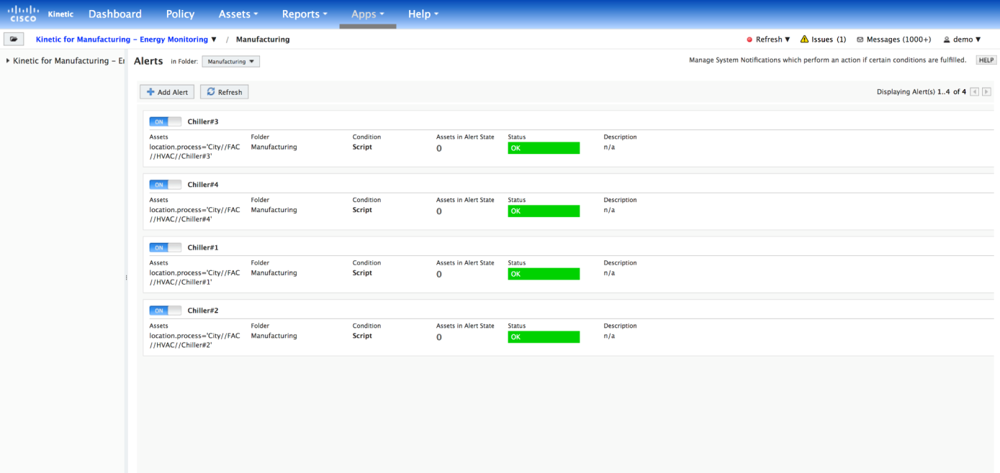 CISCO Kinetic Dashboard Policy Assets Reports Apps Help
Kinetic for Manufacturing – Energy Monitoring ▼ / Manufacturing Refresh ▼ Issues (1) Messages (1000+) demo ▼
Kinetic for Manufacturing – Er
Alerts in Folder: Manufacturing ▼ Manage System Notifications which perform an action if certain conditions are fulfilled. HELP
Add Alert Refresh Displaying Alert(s) 1..4 of 4
ON Chiller#3
Assets Folder Condition Assets in Alert State Status Description
location.process='City//FAC Manufacturing Script 0 OK n/a
//HVAC//Chiller#3'
ON Chiller#4
Assets Folder Condition Assets in Alert State Status Description
location.process='City//FAC Manufacturing Script 0 OK n/a
//HVAC//Chiller#4'
ON Chiller#1
Assets Folder Condition Assets in Alert State Status Description
location.process='City//FAC Manufacturing Script 0 OK n/a
//HVAC//Chiller#1'
ON Chiller#2
Assets Folder Condition Assets in Alert State Status Description
location.process='City//FAC Manufacturing Script 0 OK n/a
//HVAC//Chiller#2'